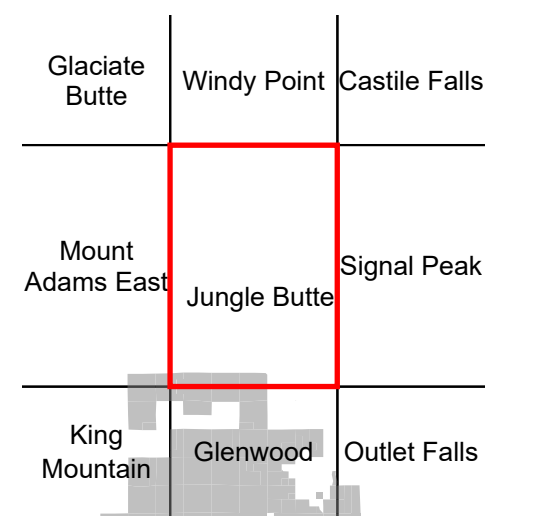 Glaciate
Butte
Windy Point
Castile Falls
Mount
Adams East
Jungle Butte
Signal Peak
King
Mountain
Glenwood
Outlet Falls